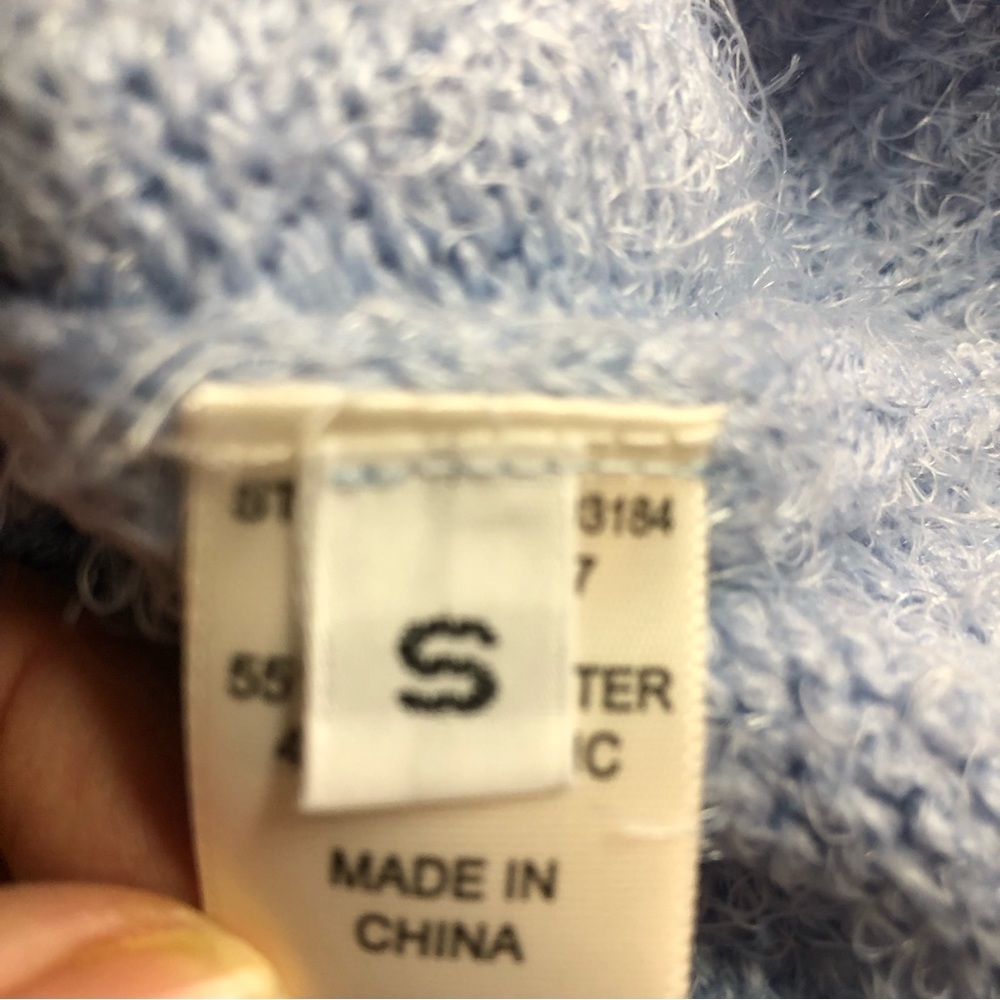 ST 3184
7
S
55 TER
4 IC
MADE IN
CHINA